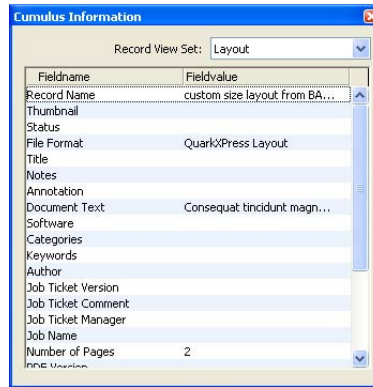 Cumulus Information
Record View Set: Layout
Fieldname Fieldvalue
Record Name custom size layout from BA...
Thumbnail
Status
File Format QuarkXPress Layout
Title
Notes
Annotation
Document Text Consequat tincidunt magn...
Software
Categories
Keywords
Author
Job Ticket Version
Job Ticket Comment
Job Ticket Manager
Job Name
Number of Pages 2
PDF Version